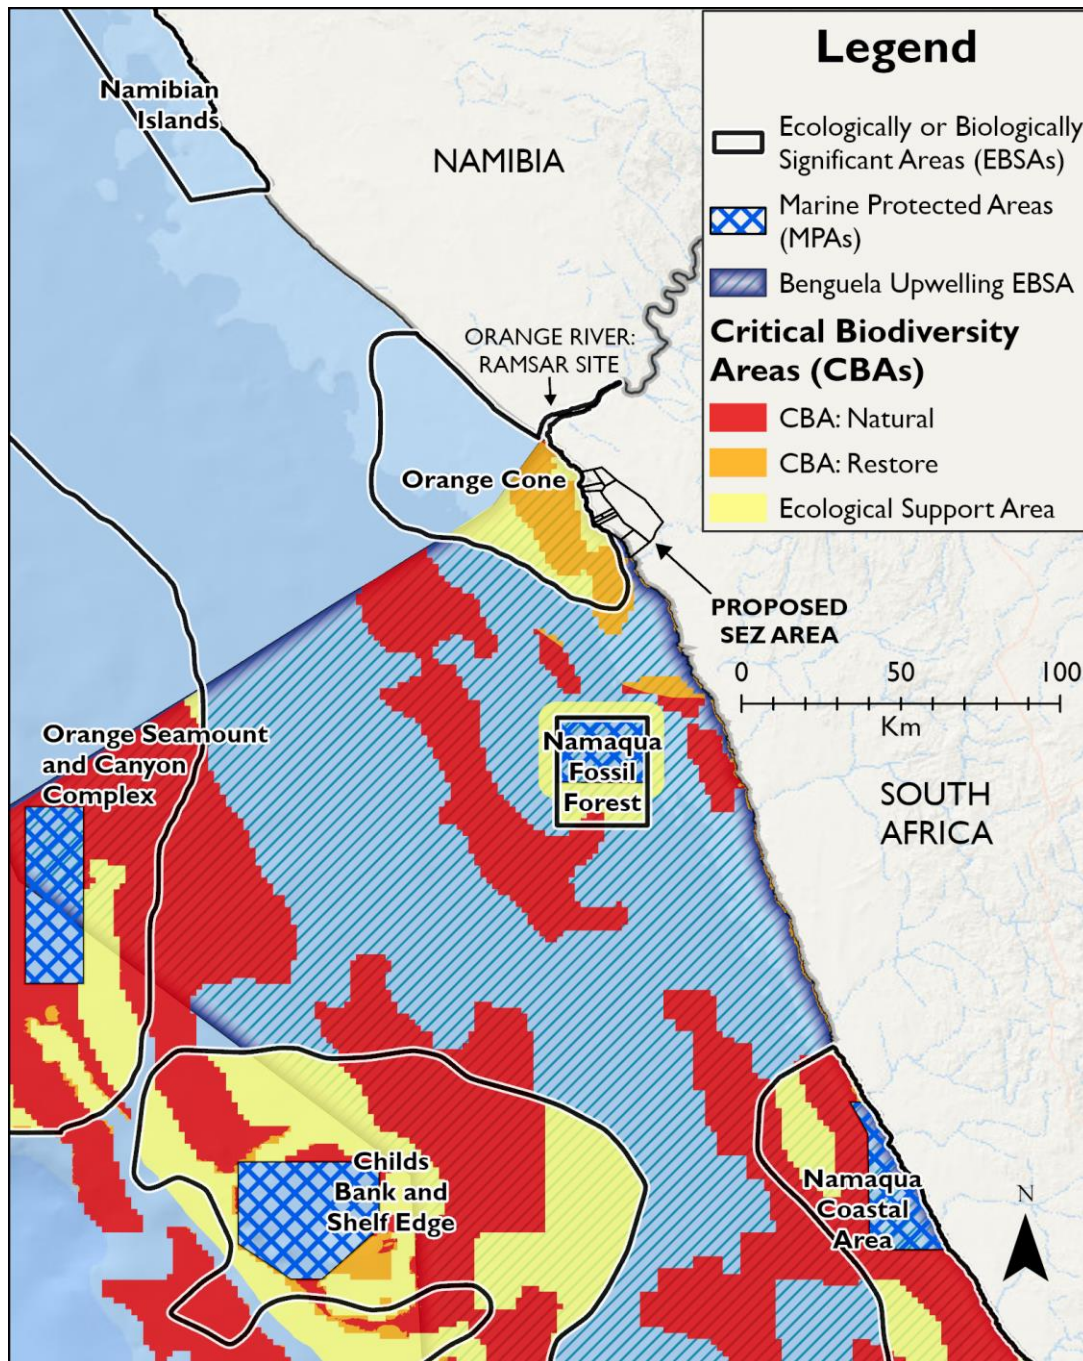 Legend
Ecologically or Biologically
Significant Areas (EBSAs)
Marine Protected Areas
(MPAs)
Benguela Upwelling EBSA
Critical Biodiversity
Areas (CBAs)
CBA: Natural
CBA: Restore
Ecological Support Area
Namibian
Islands
NAMIBIA
ORANGE RIVER:
RAMSAR SITE
Orange Cone
PROPOSED
SEZ AREA
0 50 100
Km
Orange Seamount
and Canyon
Complex
Namaqua
Fossil
Forest
SOUTH
AFRICA
Childs
Bank and
Shelf Edge
Namaqua
Coastal
Area
N